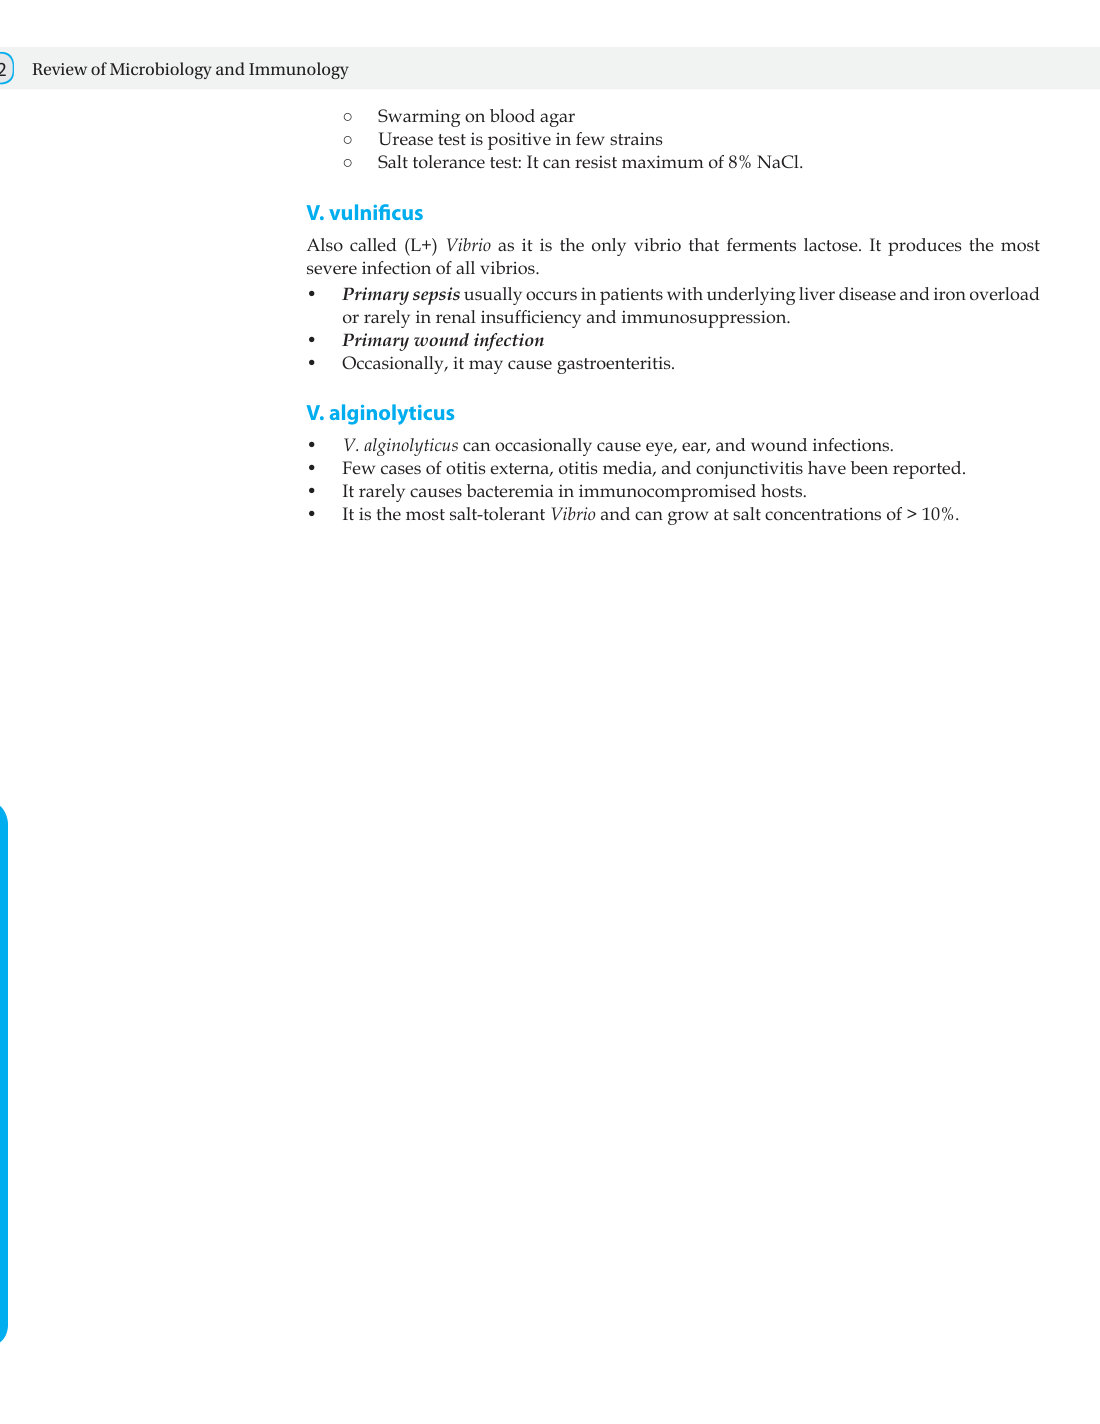 2
Review of Microbiology and Immunology
○ Swarming on blood agar
○ Urease test is positive in few strains
○ Salt tolerance test: It can resist maximum of 8% NaCl.
V. vulnificus
Also called (L+) Vibrio as it is the only vibrio that ferments lactose. It produces the most
severe infection of all vibrios.
• Primary sepsis usually occurs in patients with underlying liver disease and iron overload
or rarely in renal insufficiency and immunosuppression.
• Primary wound infection
• Occasionally, it may cause gastroenteritis.
V. alginolyticus
• V. alginolyticus can occasionally cause eye, ear, and wound infections.
• Few cases of otitis externa, otitis media, and conjunctivitis have been reported.
• It rarely causes bacteremia in immunocompromised hosts.
• It is the most salt-tolerant Vibrio and can grow at salt concentrations of > 10%.